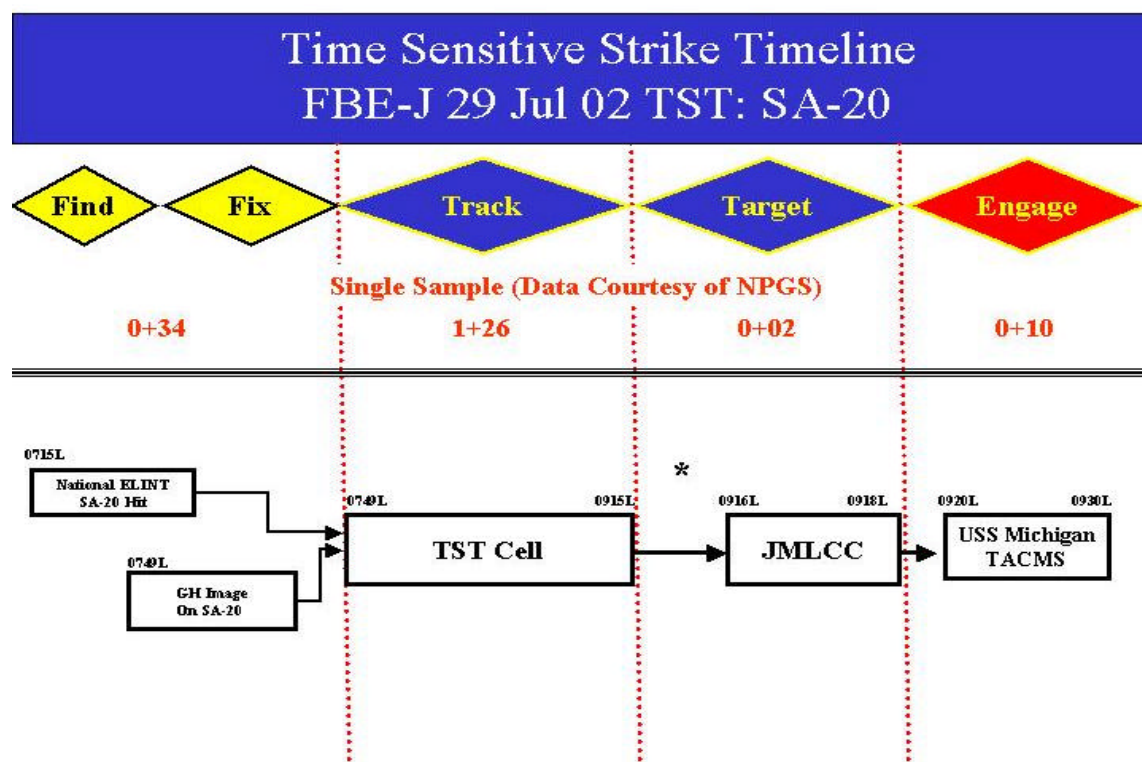 Time Sensitive Strike Timeline
FBE-J 29 Jul 02 TST: SA-20
Find
Fix
Track
Target
Engage
Single Sample (Data Courtesy of NPGS)
0+34
1+26
0+02
0+10
0715L
National ELINT
SA-20 Hit
0749L
GH Image
On SA-20
0749L
0915L
TST Cell
*
0916L
0918L
JMLCC
0920L
0930L
USS Michigan
TACMS